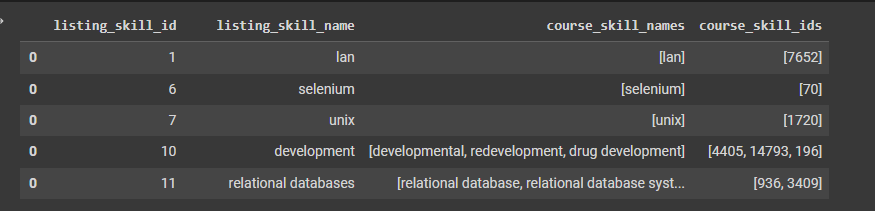 listing_skill_id listing_skill_name course_skill_names course_skill_ids
0 1 lan [lan] [7652]
0 6 selenium [selenium] [70]
0 7 unix [unix] [1720]
0 10 development [developmental, redevelopment, drug development] [4405, 14793, 196]
0 11 relational databases [relational database, relational database syst... [936, 3409]